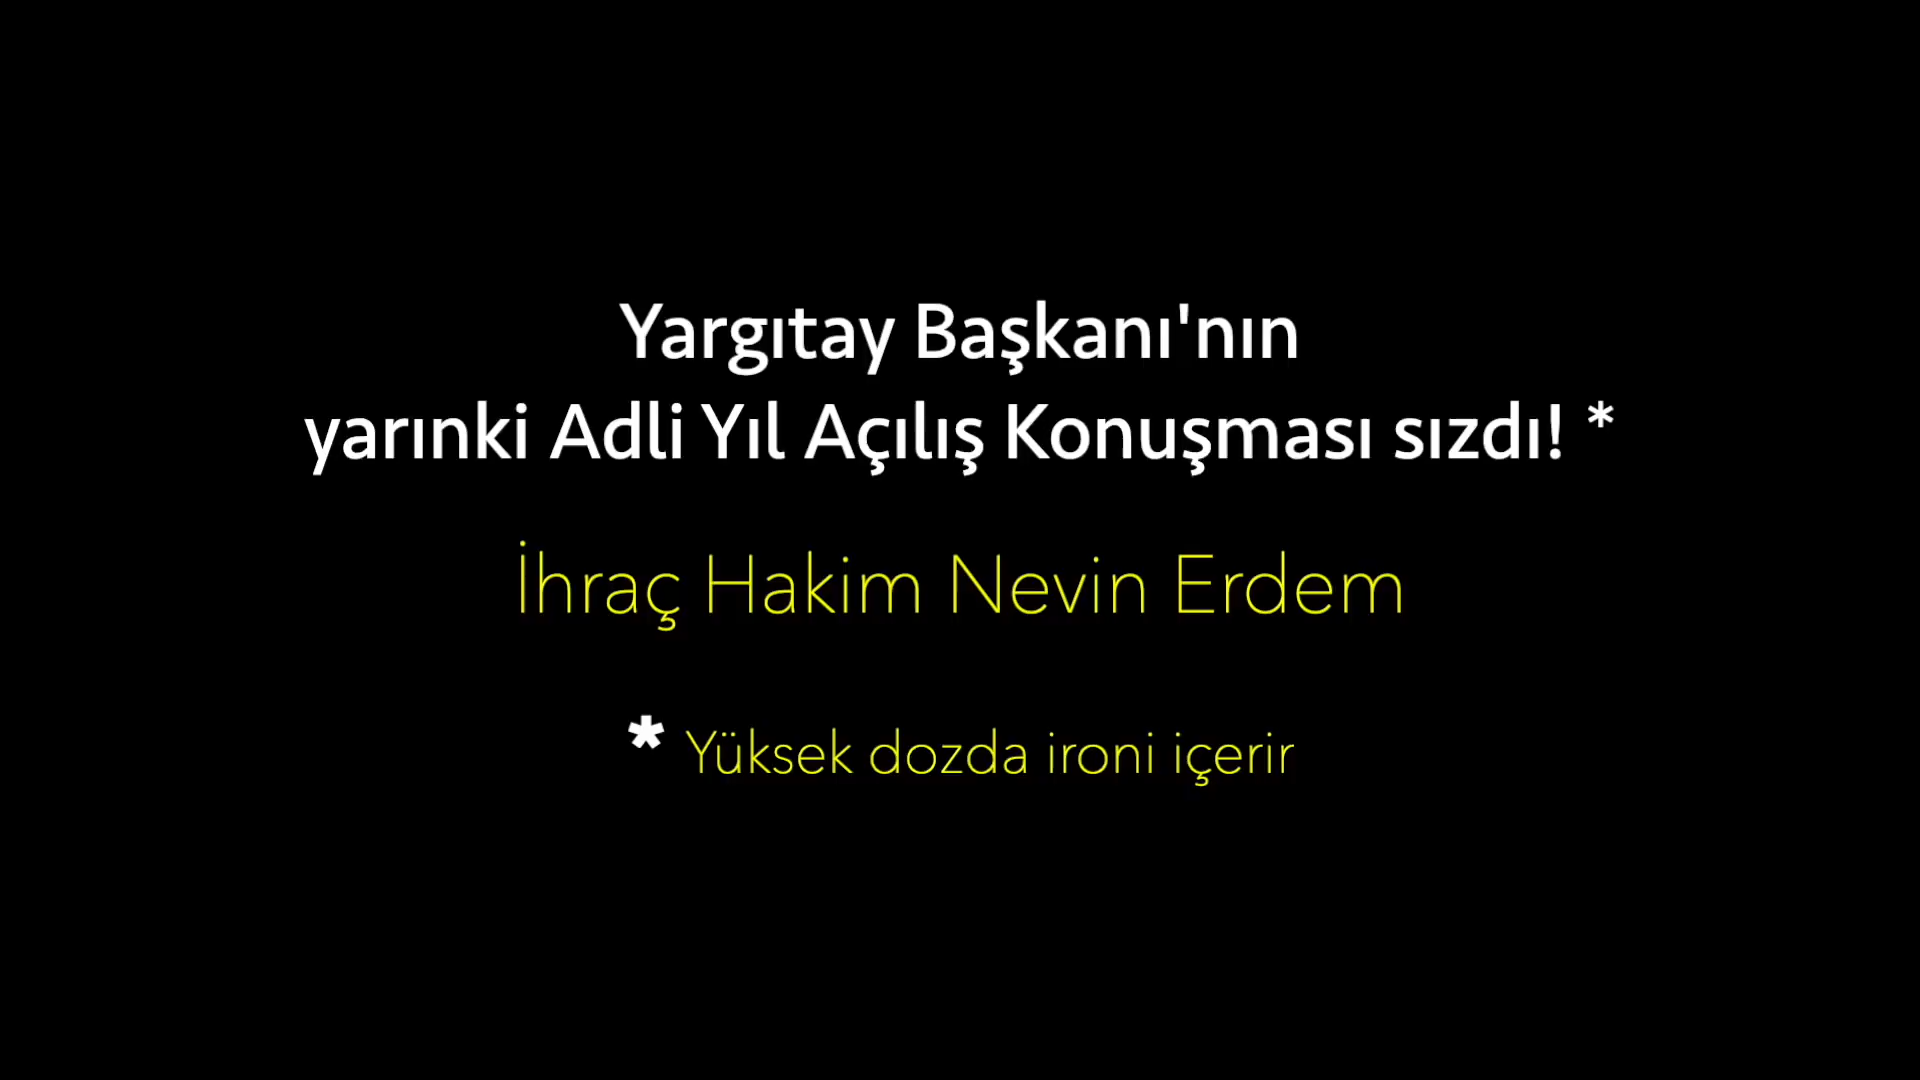 Yargıtay Başkanı'nın
yarınki Adli Yıl Açılış Konuşması sızdı! *
İhraç Hakim Nevin Erdem
* Yüksek dozda ironi içerir